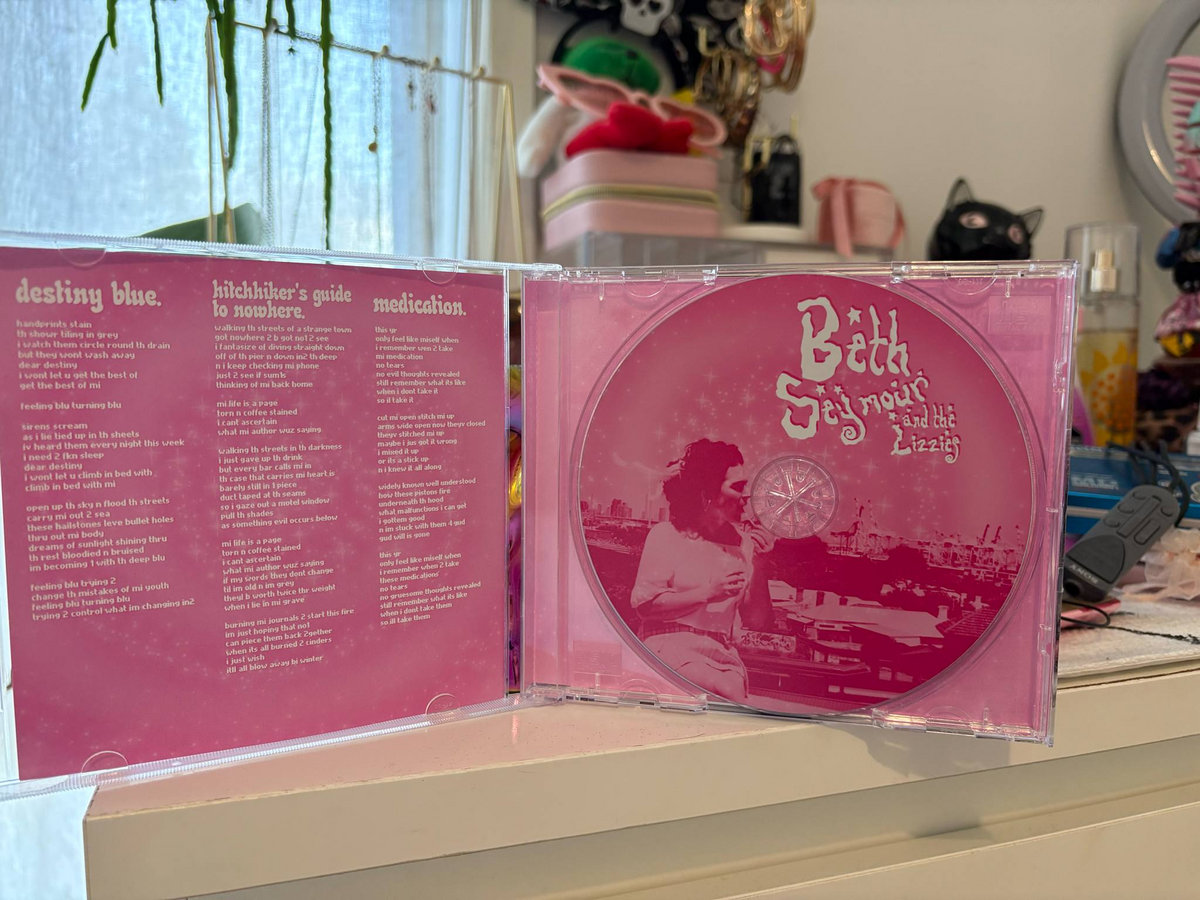 destiny blue.
handprints stain
th showr tiling in grey
i watch them circle round th drain
but they wont wash away
dear destiny
i wont let u get the best of
get the best of mi
feeling blu turning blu
sirens scream
as i lie tied up in th sheets
iv heard them every night this week
i need 2 fkn sleep
dear destiny
i wont let u climb in bed with
climb in bed with mi
open up th sky n flood th streets
carry mi out 2 sea
these hailstones leve bullet holes
thru out mi body
dreams of sunlight shining thru
th rest bloodied n bruised
im becoming 1 with th deep blu
feeling blu trying 2
change th mistakes of mi youth
feeling blu turning blu
trying 2 control what im changing in2
hitchhiker's guide
to nowhere.
walking th streets of a strange town
got nowhere 2 b got no1 2 see
i fantasize of diving straight down
off of th pier n down in2 th deep
n i keep checking mi phone
just 2 see if sum1s
thinking of mi back home
mi life is a page
torn n coffee stained
i cant ascertain
what mi author wuz saying
walking th streets in th darkness
i just gave up th drink
but every bar calls mi in
th case that carries mi heart is
barely still in 1 piece
duct taped at th seams
so i gaze out a motel window
pull th shades
as something evil occurs below
mi life is a page
torn n coffee stained
i cant ascertain
what mi author wuz saying
if my words they dont change
til im old n im grey
theyl b worth twice thr weight
when i lie in mi grave
burning mi journals 2 start this fire
im just hoping that no1
can piece them back 2gether
when its all burned 2 cinders
i just wish
itll all blow away bi winter
medication.
this yr
only feel like miself when
i remember wen 2 take
mi medication
no tears
no evil thoughts revealed
still remember what its like
when i dont take it
so il take it
cut mi open stitch mi up
arms wide open now theyv closed
theyv stitched mi up
maybe i jus got it wrong
i mixed it up
or its a stick up
n i knew it all along
widely known well understood
how these pistons fire
underneath th hood
what malfunctions i can get
i gottem good
n im stuck with them 4 gud
gud will is gone
this yr
only feel like miself when
i remember when 2 take
these medications
no tears
no gruesome thoughts revealed
still remember what its like
when i dont take them
so ill take them
Beth
Seymour
and the
Lizzies
SONY